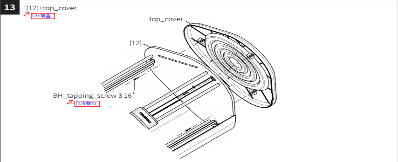 13
[12]+top_cover
top_cover
[12]
BH_tapping_screw 3 16